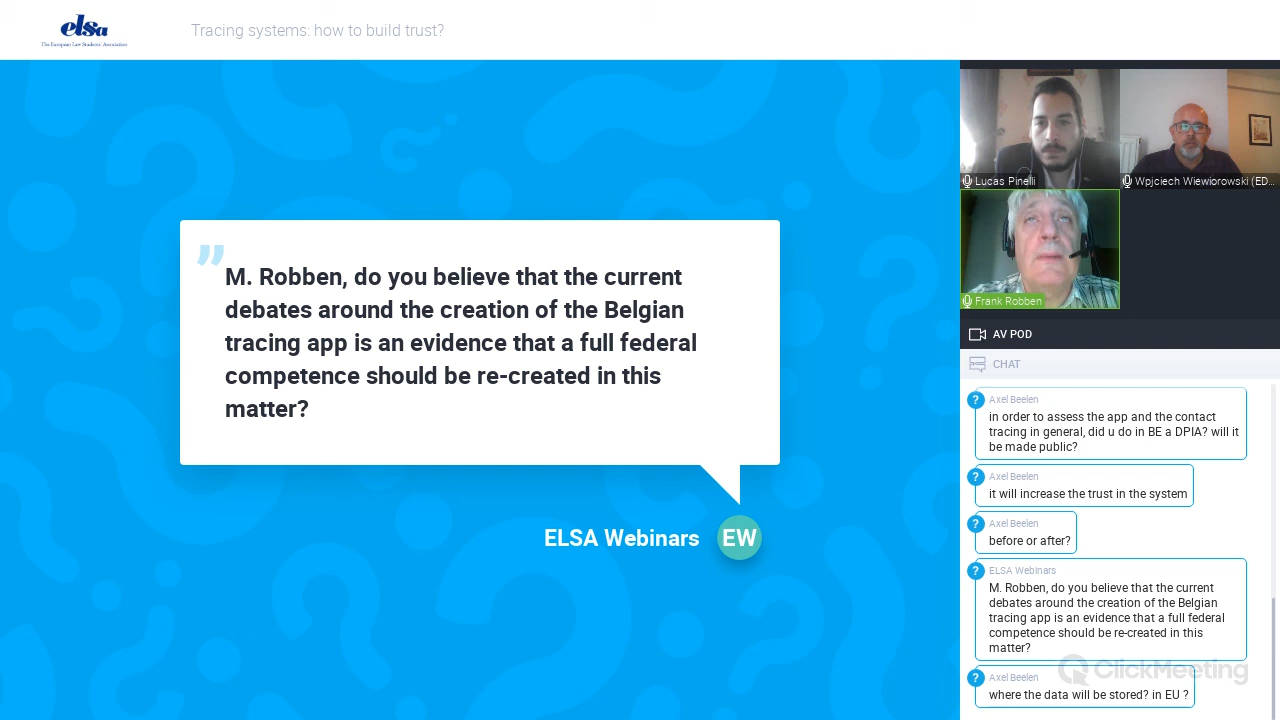 elsa
The European Law Students' Association
Tracing systems: how to build trust?
”
M. Robben, do you believe that the current
debates around the creation of the Belgian
tracing app is an evidence that a full federal
competence should be re-created in this
matter?
ELSA Webinars
EW
Lucas Pinelli
Wpjciech Wiewiorowski (ED...
Frank Robben
AV POD
CHAT
?
Axel Beelen
in order to assess the app and the contact
tracing in general, did u do in BE a DPIA? will it
be made public?
?
Axel Beelen
it will increase the trust in the system
?
Axel Beelen
before or after?
?
ELSA Webinars
M. Robben, do you believe that the current
debates around the creation of the Belgian
tracing app is an evidence that a full federal
competence should be re-created in this
matter?
ClickMeeting
?
Axel Beelen
where the data will be stored? in EU ?